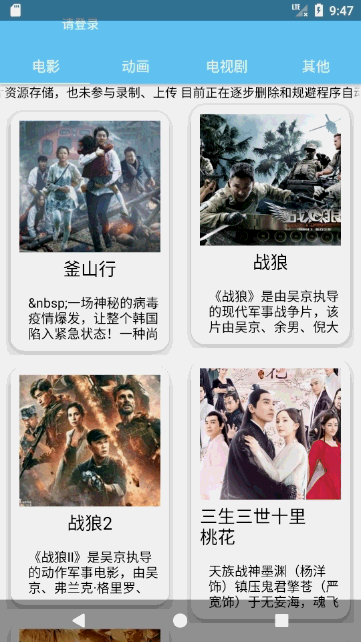 LTE 9:47
请登录
电影 动画 电视剧 其他
资源存储，也未参与录制、上传 目前正在逐步删除和规避程序自
战狼
釜山行
战狼
&nbsp;一场神秘的病毒
疫情爆发，让整个韩国
陷入紧急状态！一种尚
《战狼》是由吴京执导
的现代军事战争片，该
片由吴京、余男、倪大
战狼2
《战狼II》是吴京执导
的动作军事电影，由吴
京、弗兰克·格里罗、
三生三世十里
桃花
天族战神墨渊（杨洋
饰）镇压鬼君擎苍（严
宽饰）于无妄海，魂飞